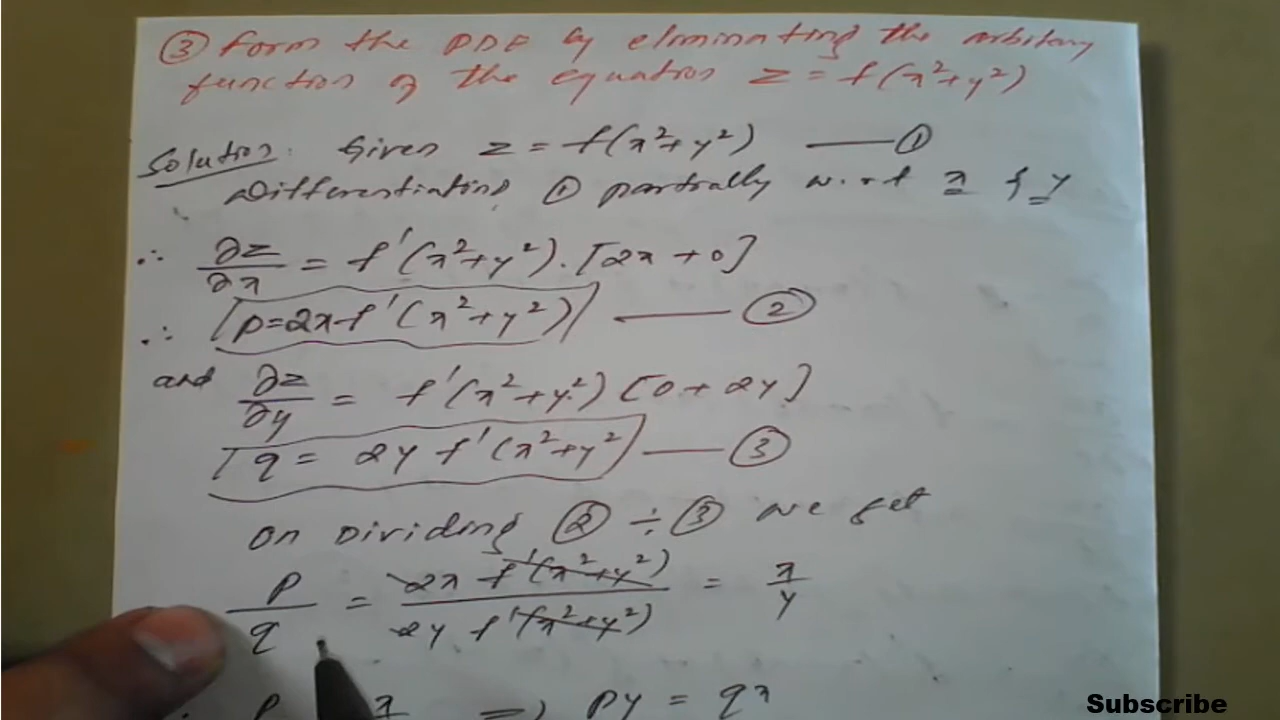 ③ Form the PDE by eliminating the arbitary
function of the equation z = f(x²+y²)
Solution: Given z = f(x²+y²) —— ①
Differentiating ① partially w.r.t x & y
∴ ∂z/∂x = f'(x²+y²).[2x+0]
∴ [p=2x f'(x²+y²)] —— ②
and ∂z/∂y = f'(x²+y²)[0+2y]
[q = 2y f'(x²+y²)] —— ③
On Dividing ② ÷ ③ we get
p/q = 2x f'(x²+y²)/2y f'(x²+y²) = x/y
p x ⇒ py = qx
Subscribe